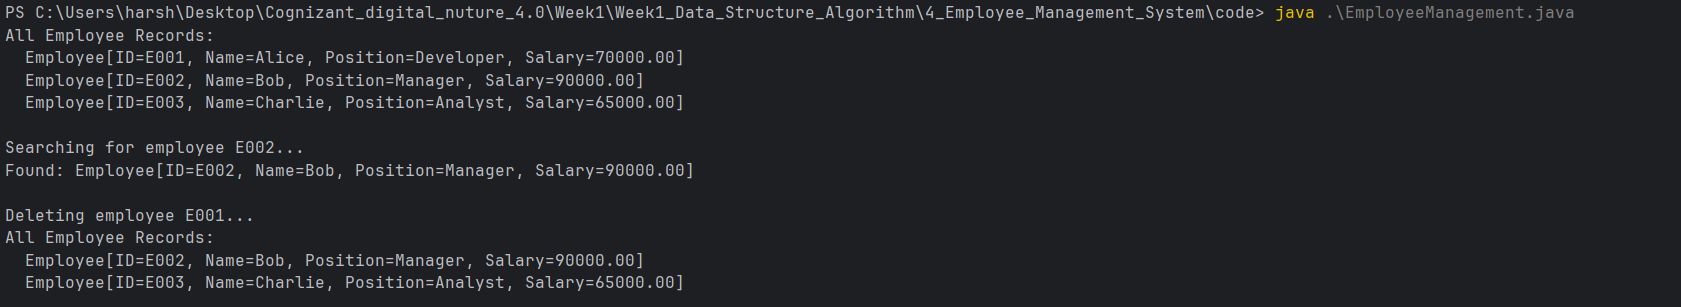 PS C:\Users\harsh\Desktop\Cognizant_digital_nuture_4.0\Week1\Week1_Data_Structure_Algorithm\4_Employee_Management_System\code> java .\EmployeeManagement.java
All Employee Records:
  Employee[ID=E001, Name=Alice, Position=Developer, Salary=70000.00]
  Employee[ID=E002, Name=Bob, Position=Manager, Salary=90000.00]
  Employee[ID=E003, Name=Charlie, Position=Analyst, Salary=65000.00]

Searching for employee E002...
Found: Employee[ID=E002, Name=Bob, Position=Manager, Salary=90000.00]

Deleting employee E001...
All Employee Records:
  Employee[ID=E002, Name=Bob, Position=Manager, Salary=90000.00]
  Employee[ID=E003, Name=Charlie, Position=Analyst, Salary=65000.00]